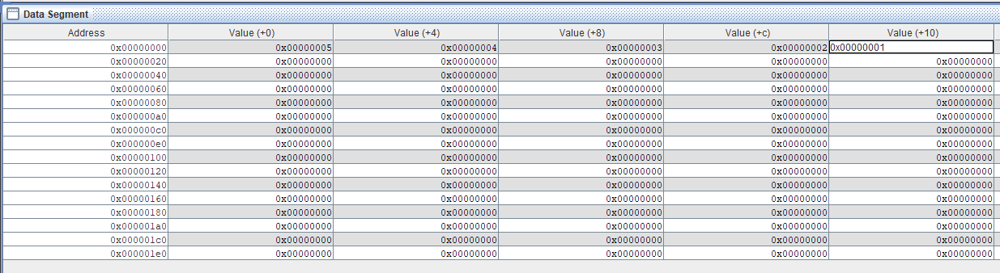 Data Segment
Address Value (+0) Value (+4) Value (+8) Value (+c) Value (+10)
0x00000000 0x00000005 0x00000004 0x00000003 0x00000002 0x00000001
0x00000020 0x00000000 0x00000000 0x00000000 0x00000000 0x00000000
0x00000040 0x00000000 0x00000000 0x00000000 0x00000000 0x00000000
0x00000060 0x00000000 0x00000000 0x00000000 0x00000000 0x00000000
0x00000080 0x00000000 0x00000000 0x00000000 0x00000000 0x00000000
0x000000a0 0x00000000 0x00000000 0x00000000 0x00000000 0x00000000
0x000000c0 0x00000000 0x00000000 0x00000000 0x00000000 0x00000000
0x000000e0 0x00000000 0x00000000 0x00000000 0x00000000 0x00000000
0x00000100 0x00000000 0x00000000 0x00000000 0x00000000 0x00000000
0x00000120 0x00000000 0x00000000 0x00000000 0x00000000 0x00000000
0x00000140 0x00000000 0x00000000 0x00000000 0x00000000 0x00000000
0x00000160 0x00000000 0x00000000 0x00000000 0x00000000 0x00000000
0x00000180 0x00000000 0x00000000 0x00000000 0x00000000 0x00000000
0x000001a0 0x00000000 0x00000000 0x00000000 0x00000000 0x00000000
0x000001c0 0x00000000 0x00000000 0x00000000 0x00000000 0x00000000
0x000001e0 0x00000000 0x00000000 0x00000000 0x00000000 0x00000000